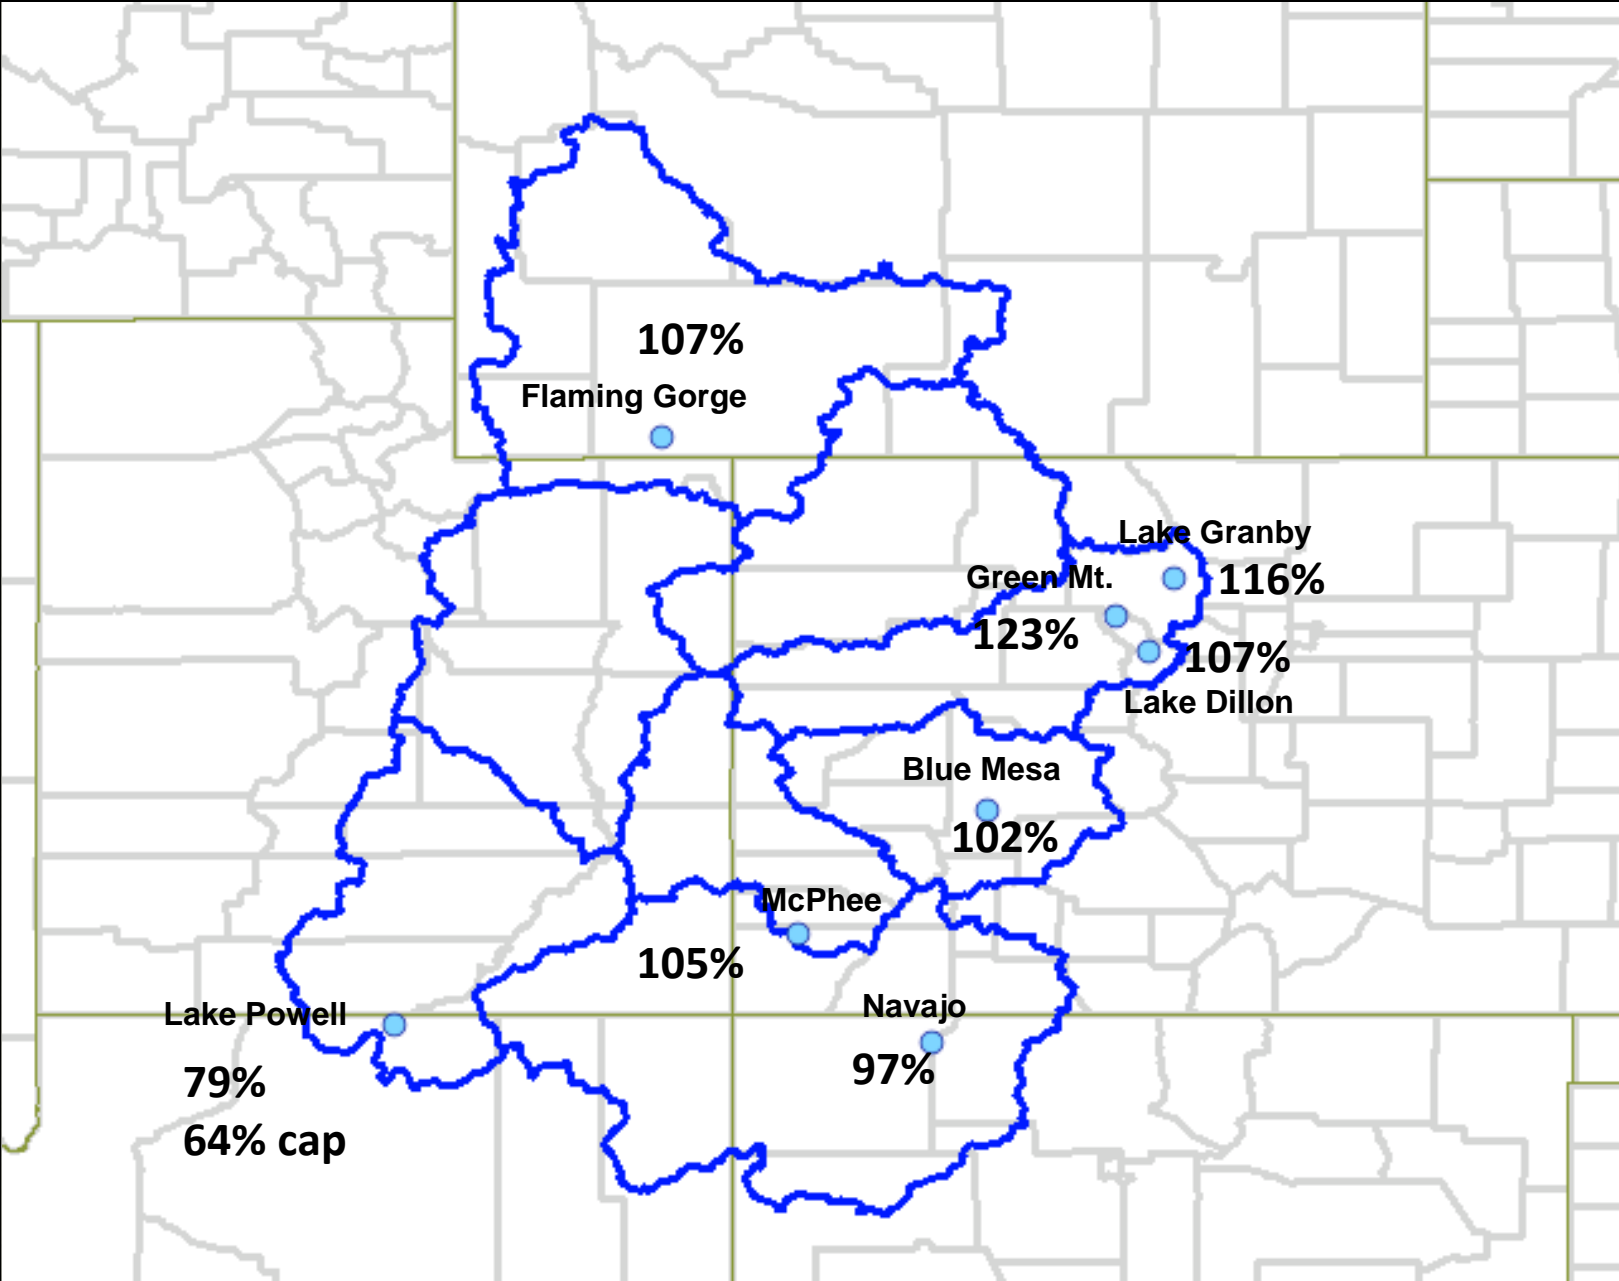 107%
Flaming Gorge
Lake Granby
Green Mt.
116%
123%
107%
Lake Dillon
Blue Mesa
102%
McPhee
105%
Navajo
Lake Powell
97%
79%
64% cap